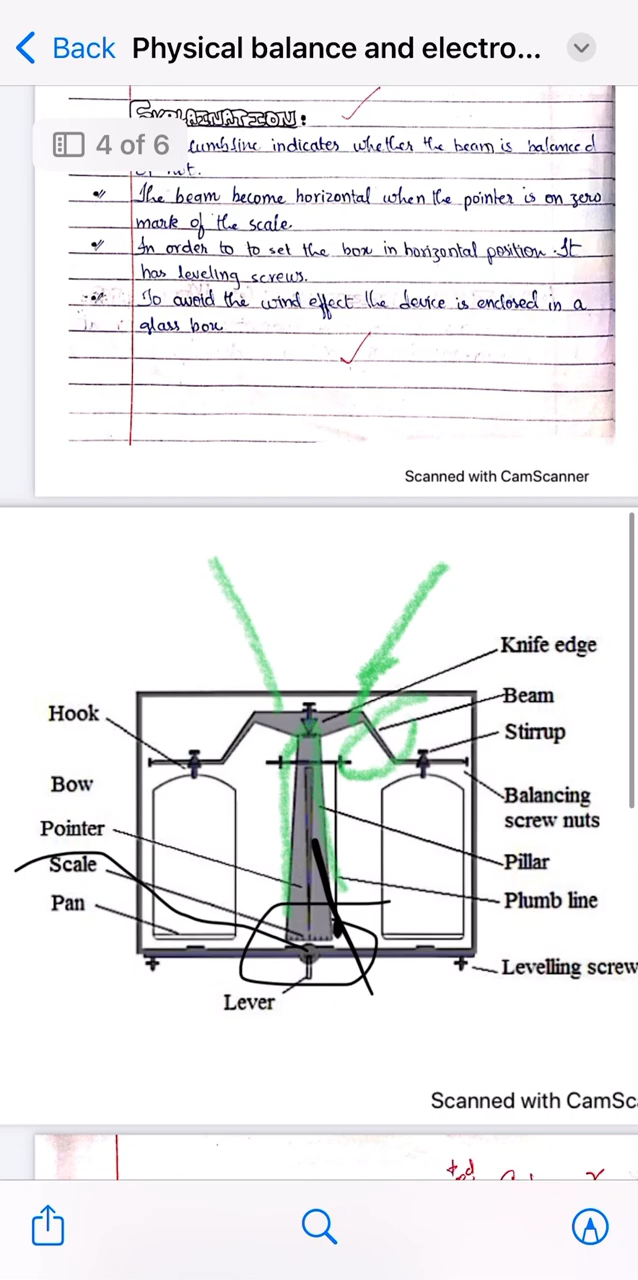 Back Physical balance and electro...
EXPLAINATION:
4 of 6
indicates whether the beam is balanced
The beam become horizontal when the pointer is on zero
mark of the scale.
In order to to set the box in horizontal position. It
has leveling screws.
To avoid the wind effect the device is enclosed in a
glass box
Scanned with CamScanner
Knife edge
Beam
Hook
Stirrup
Bow
Balancing
screw nuts
Pointer
Scale
Pillar
Pan
Plumb line
Levelling screw
Lever
Scanned with CamSc